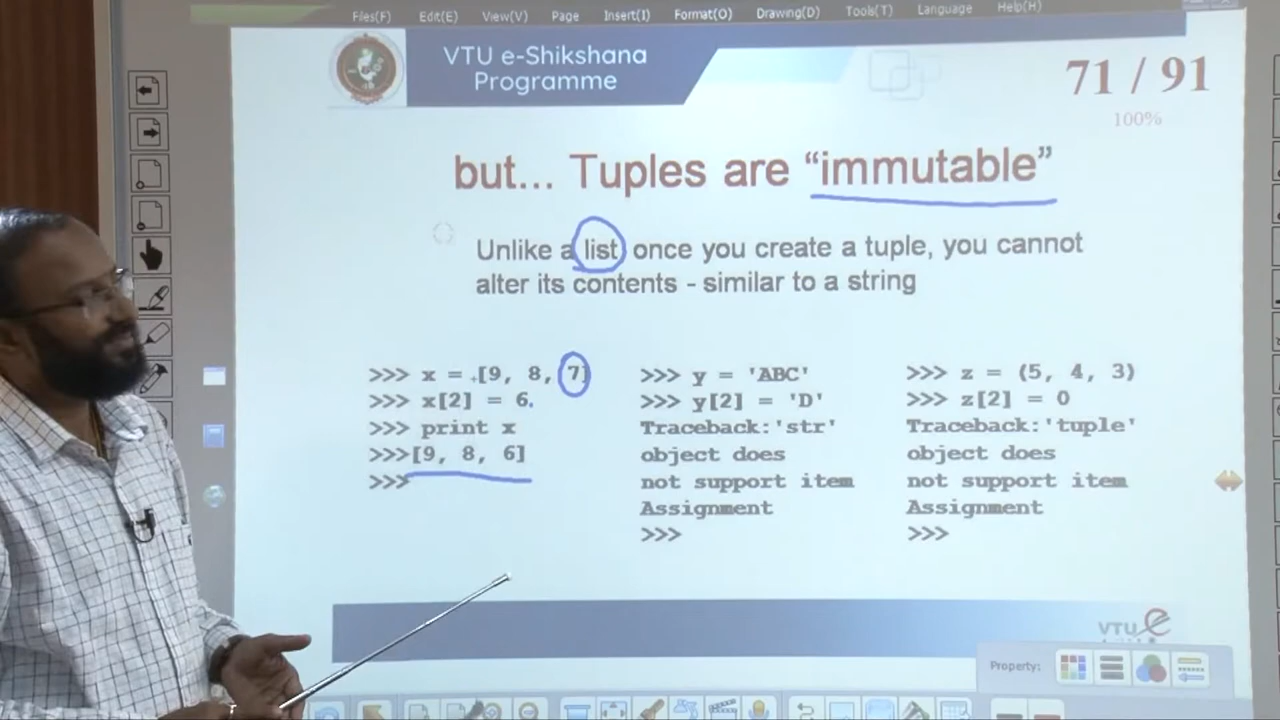 Files(F) Edit(E) View(V) Page Insert(I) Format(O) Drawing(D) Tools(T) Language Help(H)
VTU e-Shikshana
Programme
71 / 91
100%
but... Tuples are “immutable”
Unlike a list once you create a tuple, you cannot
alter its contents - similar to a string
>>> x = [9, 8, 7]
>>> x[2] = 6.
>>> print x
>>>[9, 8, 6]
>>>
>>> y = 'ABC'
>>> y[2] = 'D'
Traceback:'str'
object does
not support item
Assignment
>>>
>>> z = (5, 4, 3)
>>> z[2] = 0
Traceback:'tuple'
object does
not support item
Assignment
>>>
VTU e
Property: